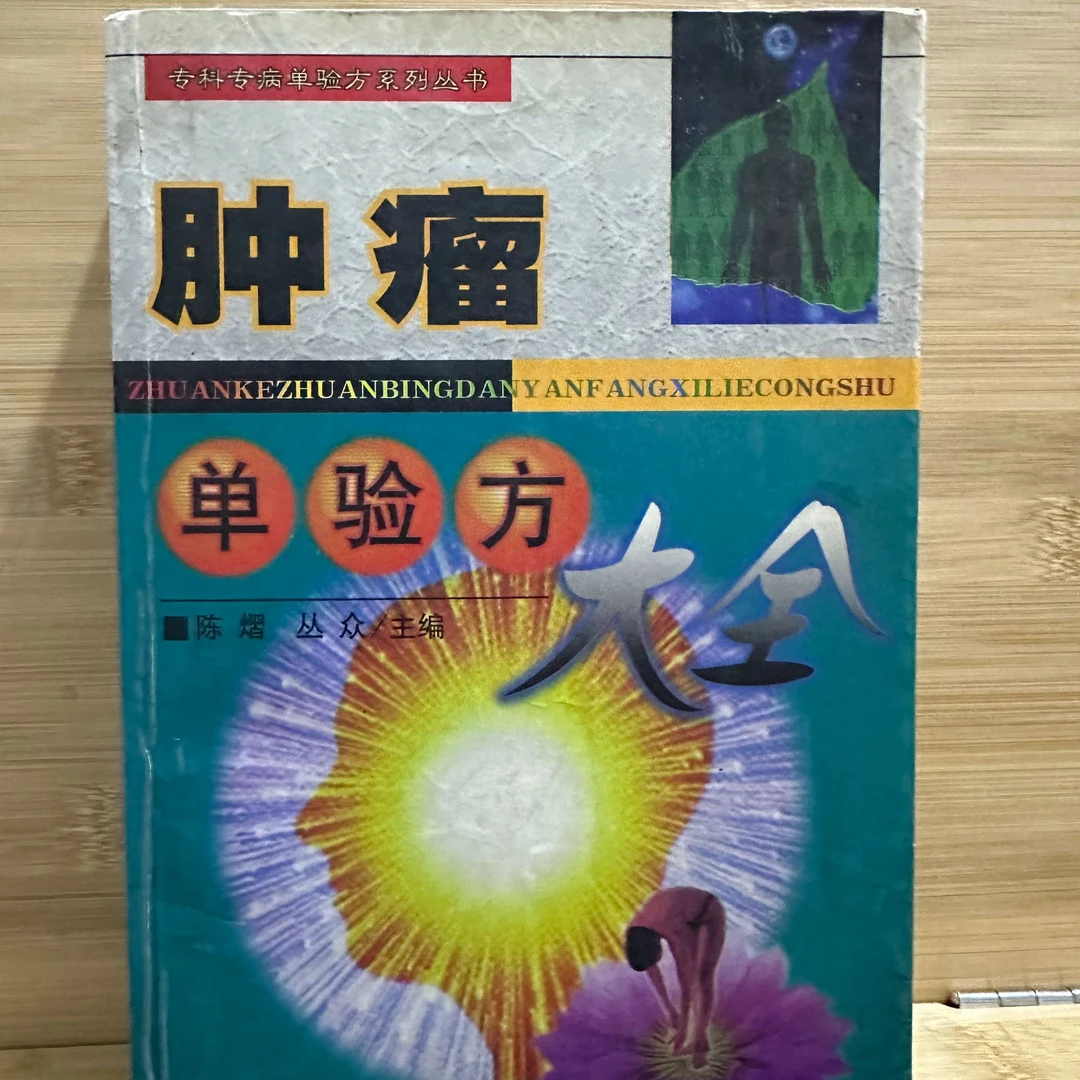 专科专病单验方系列丛书
肿瘤
ZHUANKEZHUANBINGDANYANFANGXILIECONGSHU
单验方
大全
■陈熠 丛众/主编